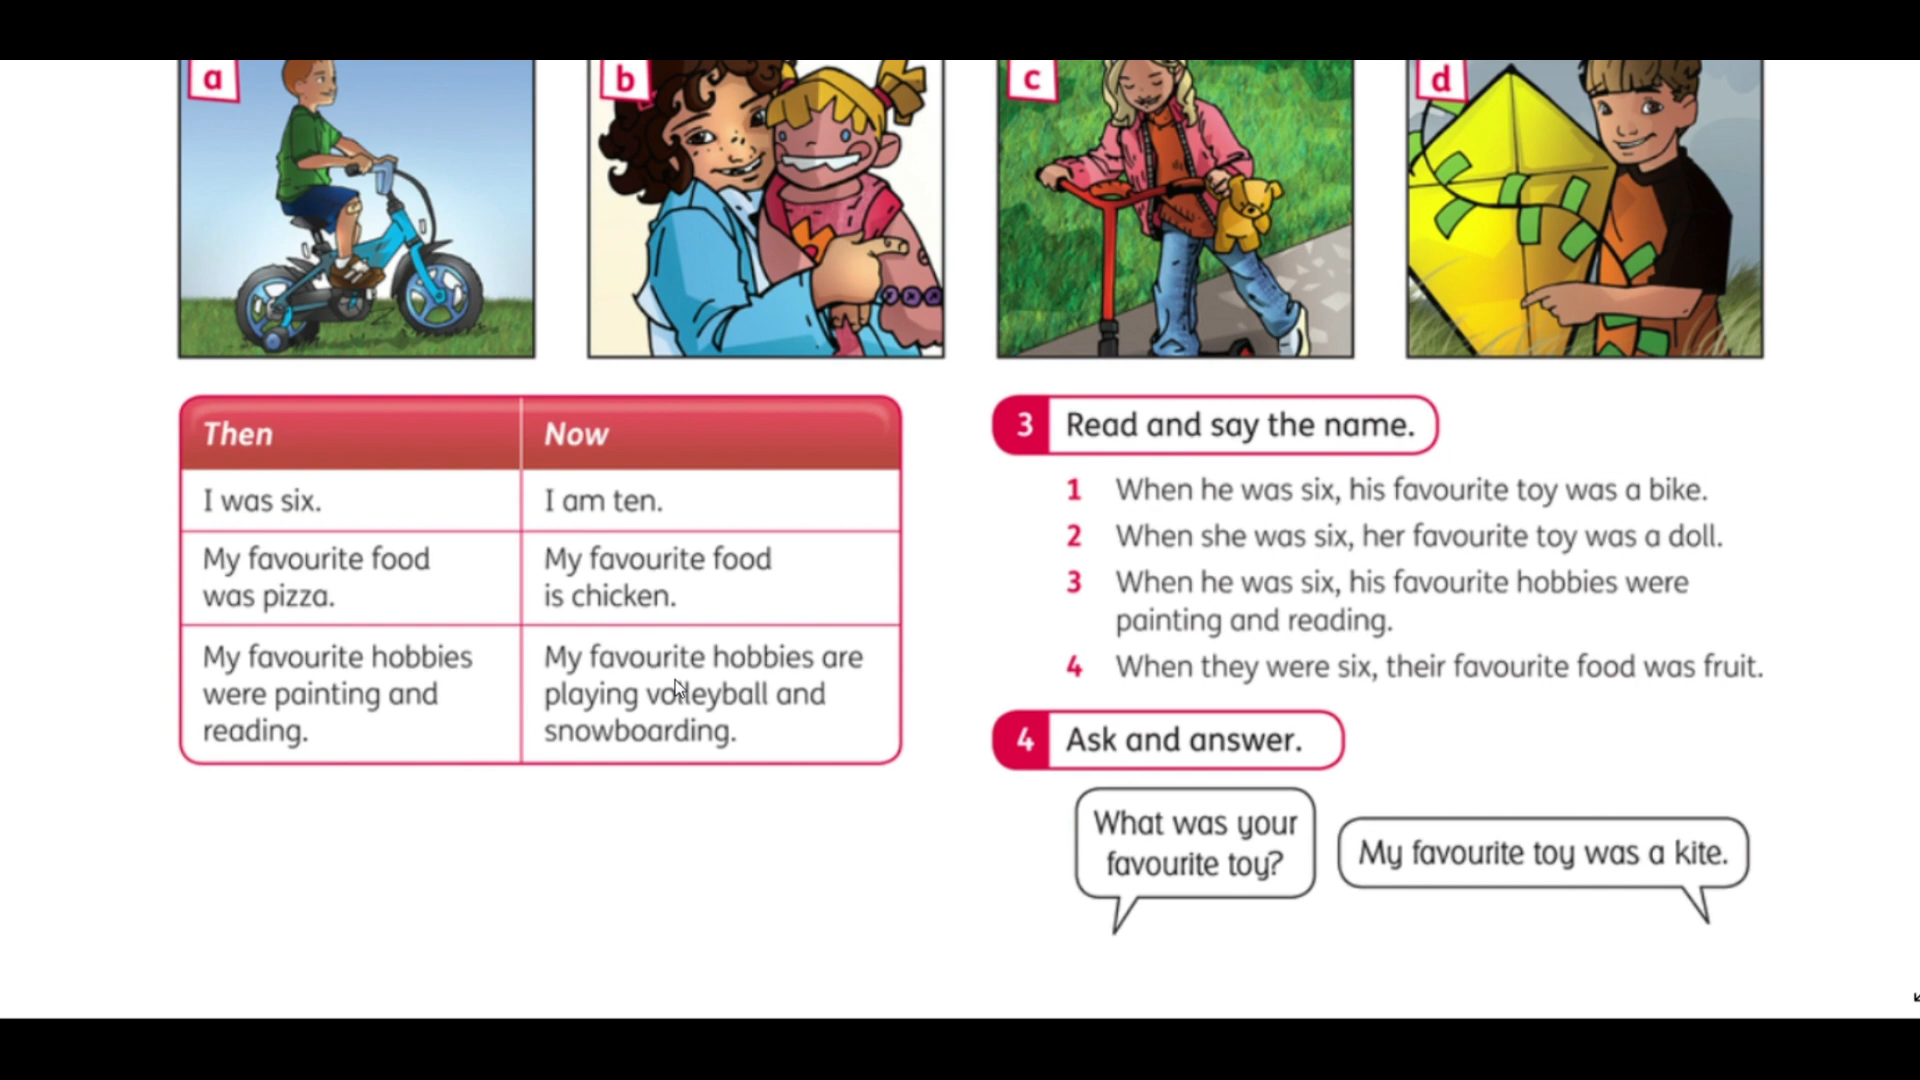 a
b
c
d
Then
Now
I was six.
I am ten.
My favourite food
was pizza.
My favourite food
is chicken.
My favourite hobbies
were painting and
reading.
My favourite hobbies are
playing volleyball and
snowboarding.
3 Read and say the name.
1 When he was six, his favourite toy was a bike.
2 When she was six, her favourite toy was a doll.
3 When he was six, his favourite hobbies were
painting and reading.
4 When they were six, their favourite food was fruit.
4 Ask and answer.
What was your
favourite toy?
My favourite toy was a kite.